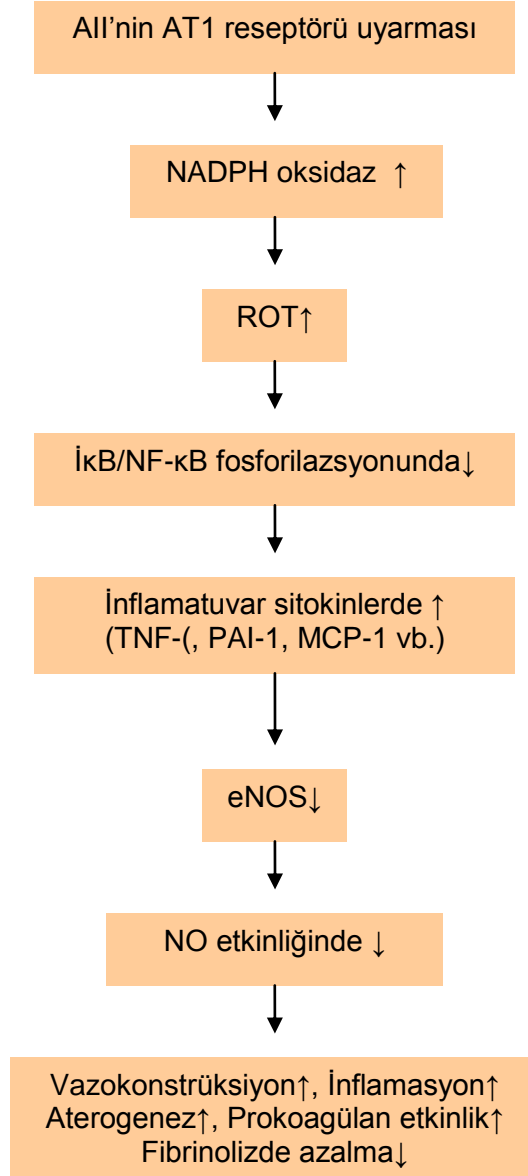 AII’nin AT1 reseptörü uyarması
NADPH oksidaz ↑
ROT↑
İκB/NF-κB fosforilazsyonunda↓
İnflamatuvar sitokinlerde ↑
(TNF-(, PAI-1, MCP-1 vb.)
eNOS↓
NO etkinliğinde ↓
Vazokonstrüksiyon↑, İnflamasyon↑
Aterogenez↑, Prokoagülan etkinlik↑
Fibrinolizde azalma↓